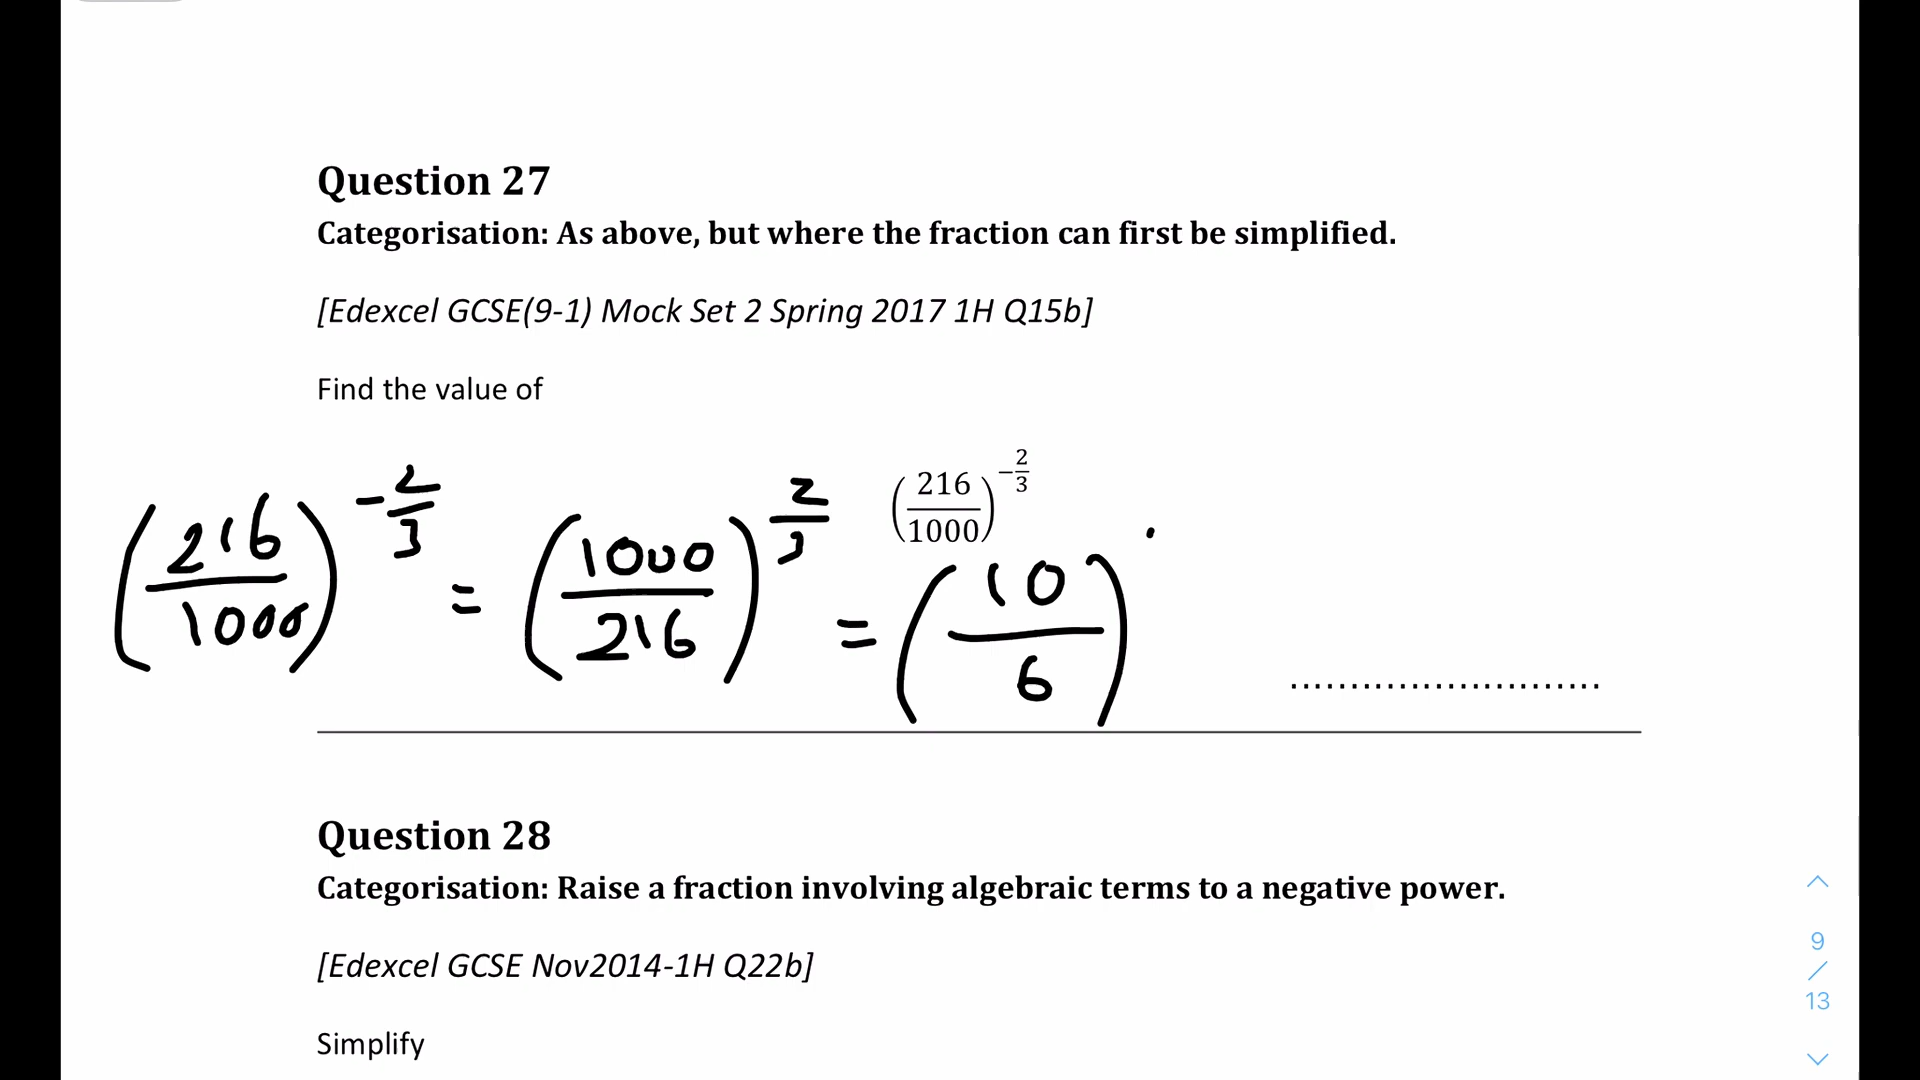 Question 27
Categorisation: As above, but where the fraction can first be simplified.
[Edexcel GCSE(9-1) Mock Set 2 Spring 2017 1H Q15b]
Find the value of
(216/1000)^(-2/3)
(216/1000)^(-2/3) = (1000/216)^(2/3) = (10/6)
..........................
Question 28
Categorisation: Raise a fraction involving algebraic terms to a negative power.
[Edexcel GCSE Nov2014-1H Q22b]
Simplify
9
/
13